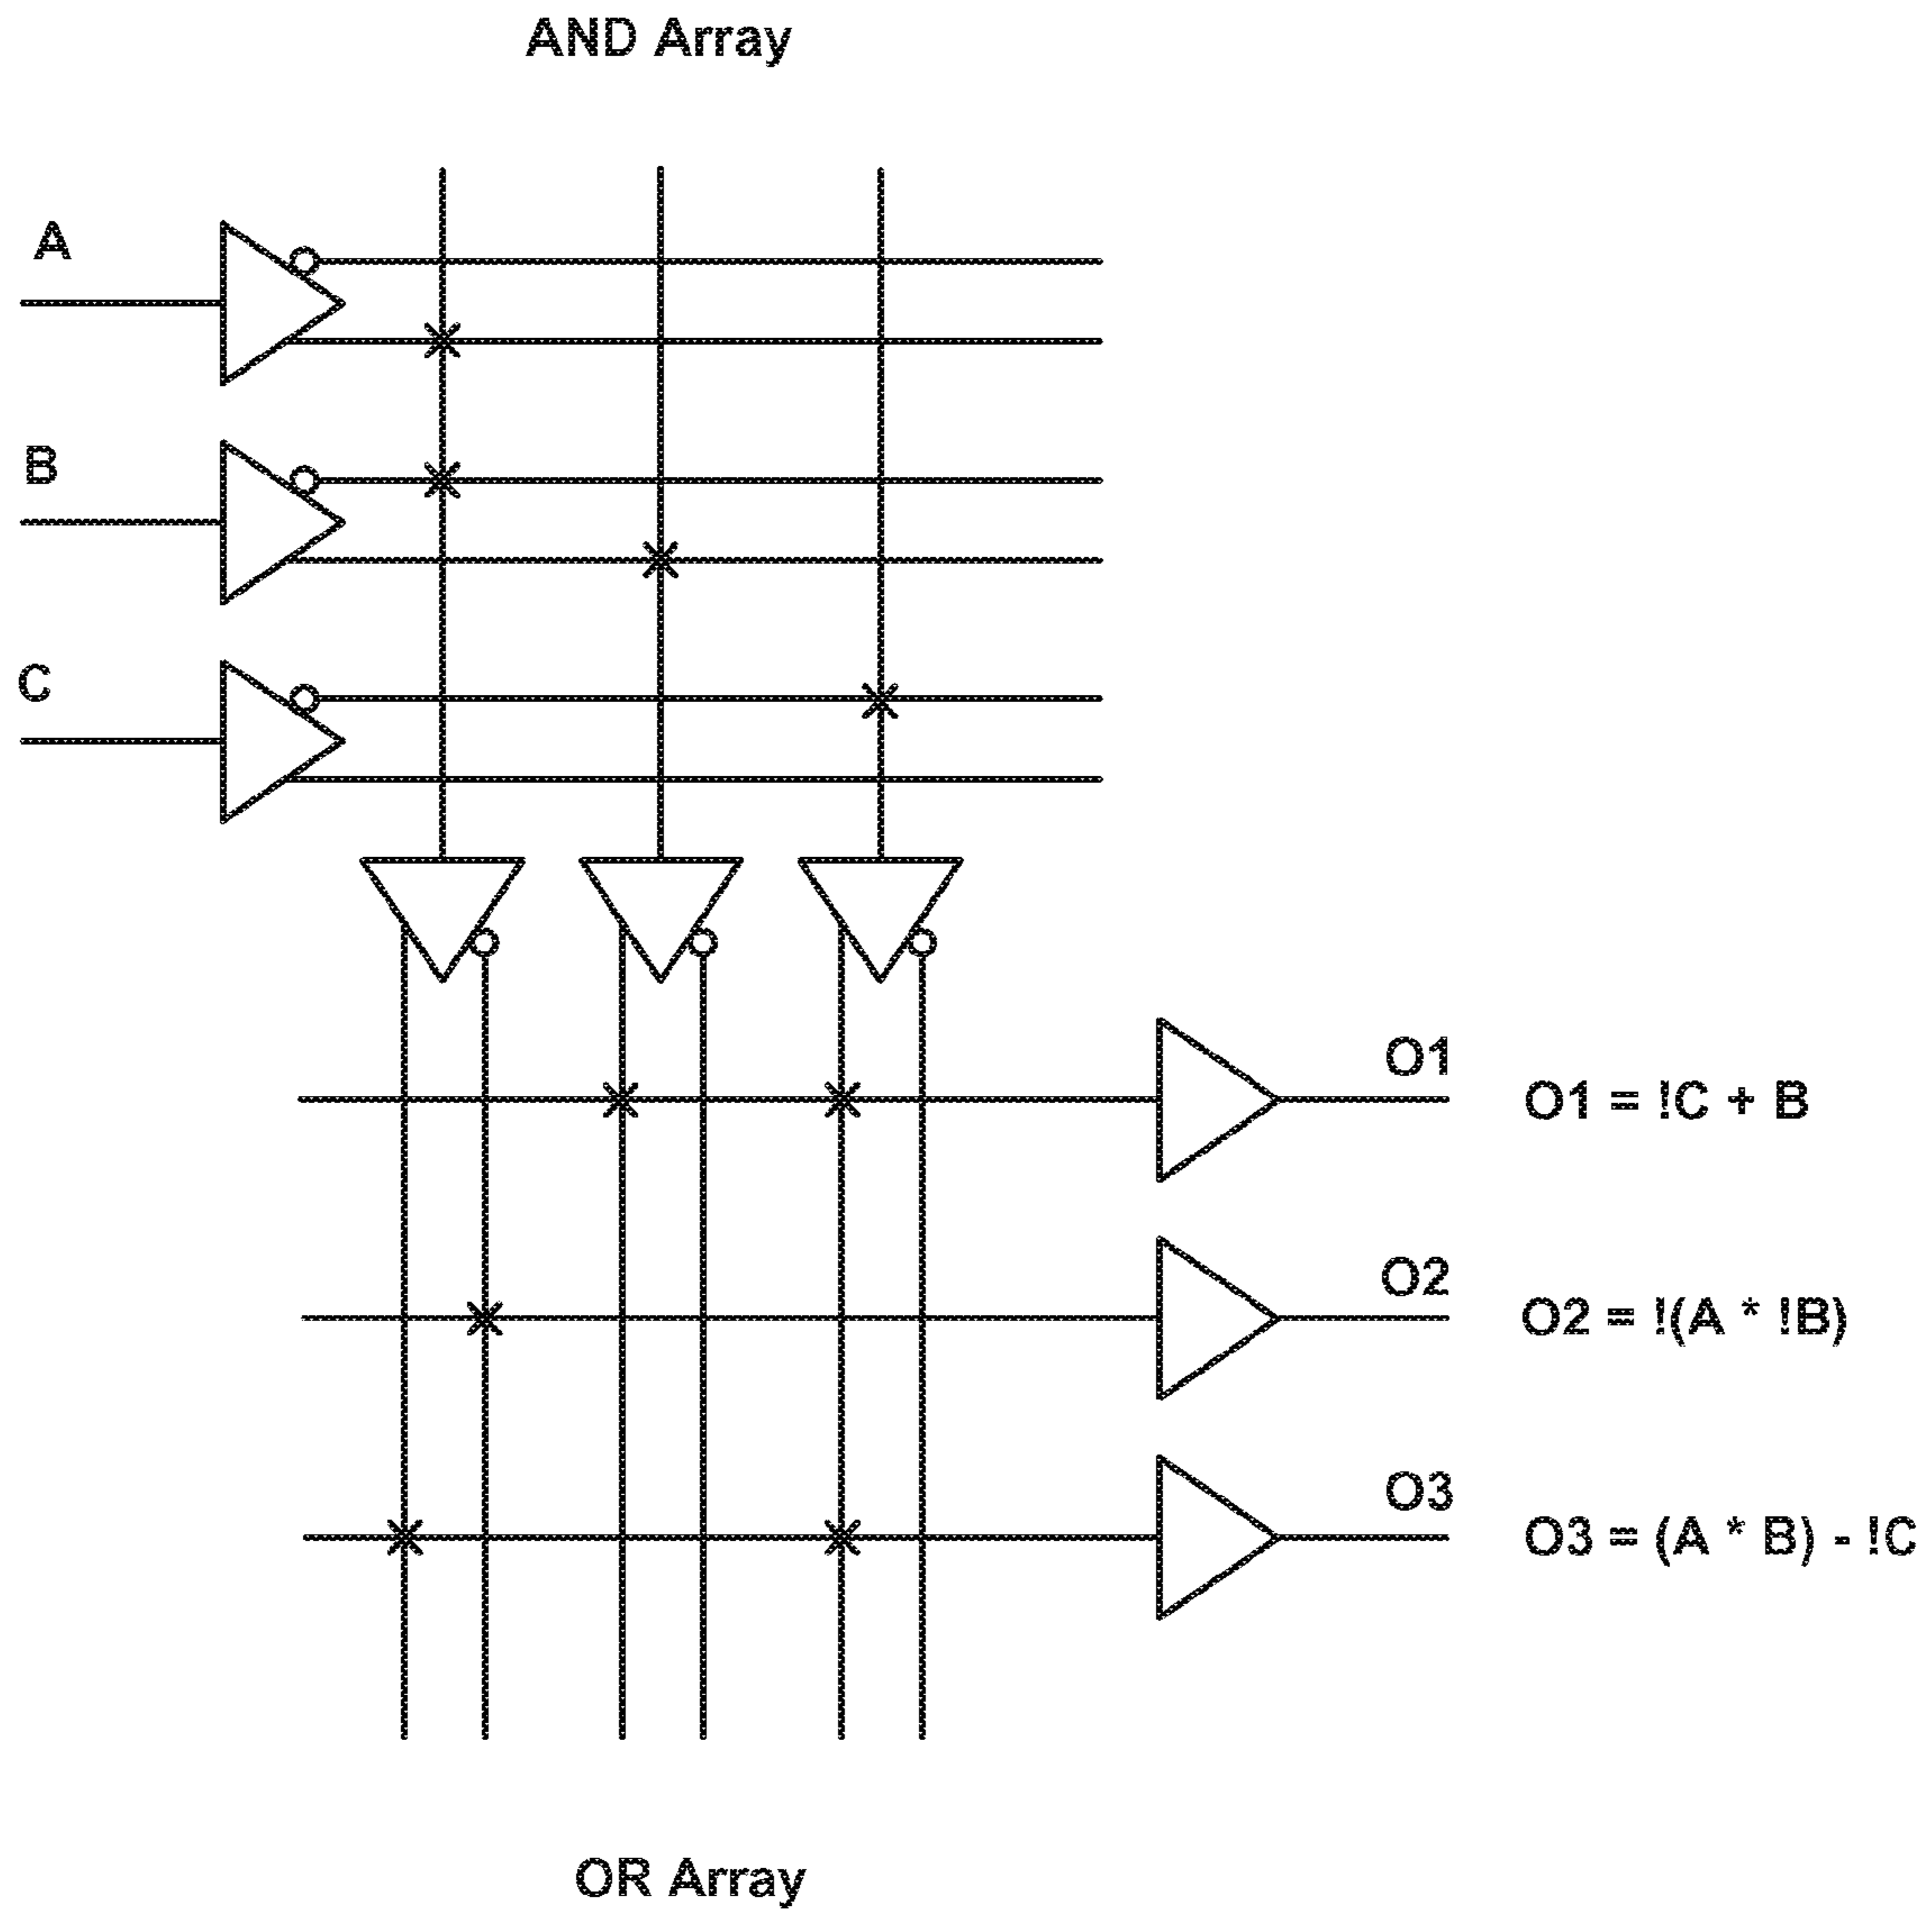 AND Array
A
B
C
O1
O1 = !C + B
O2
O2 = !(A * !B)
O3
O3 = (A * B) - !C
OR Array